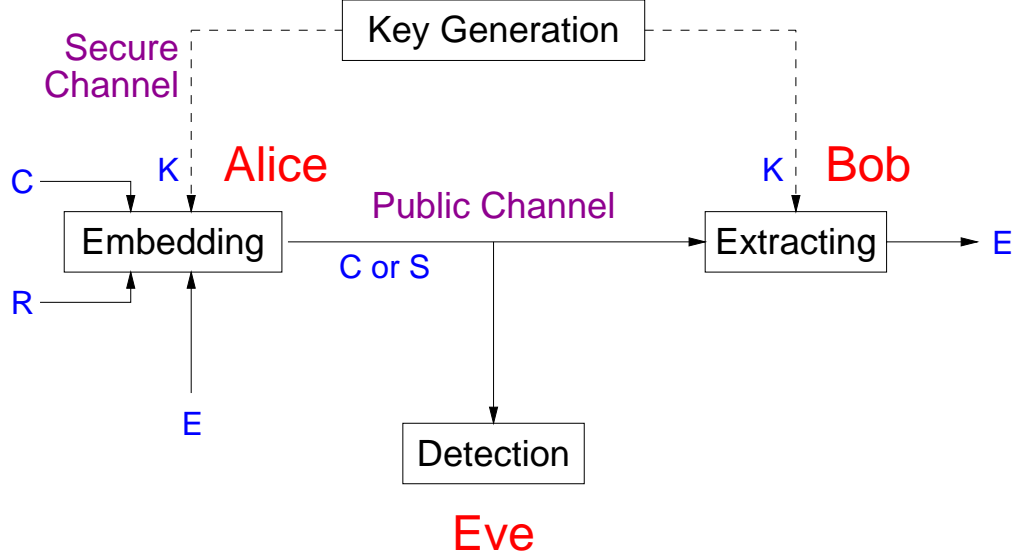 Key Generation
Secure
Channel
K
Alice
K
Bob
C
Public Channel
Embedding
Extracting
E
C or S
R
E
Detection
Eve